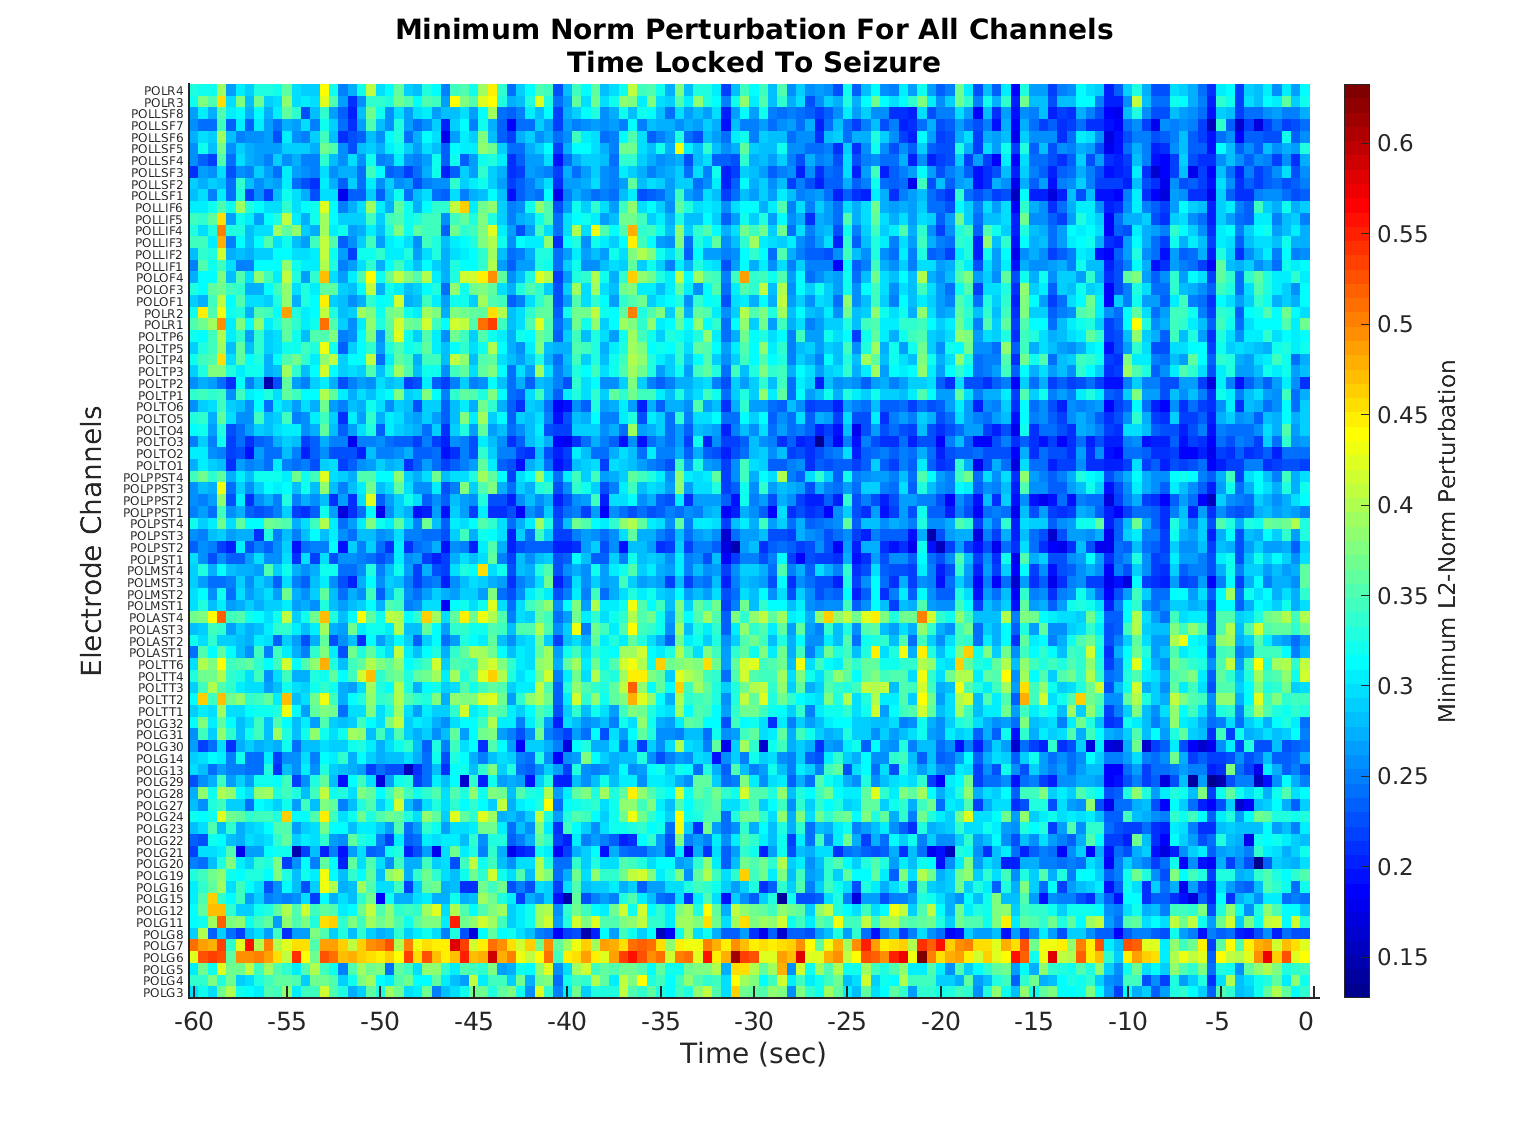 Minimum Norm Perturbation For All Channels
Time Locked To Seizure
Electrode Channels
POLR4
POLR3
POLLSF8
POLLSF7
POLLSF6
POLLSF5
POLLSF4
POLLSF3
POLLSF2
POLLSF1
POLLIF6
POLLIF5
POLLIF4
POLLIF3
POLLIF2
POLLIF1
POLOF4
POLOF3
POLOF1
POLR2
POLR1
POLTP6
POLTP5
POLTP4
POLTP3
POLTP2
POLTP1
POLTO6
POLTO5
POLTO4
POLTO3
POLTO2
POLTO1
POLPPST4
POLPPST3
POLPPST2
POLPPST1
POLPST4
POLPST3
POLPST2
POLPST1
POLMST4
POLMST3
POLMST2
POLMST1
POLAST4
POLAST3
POLAST2
POLAST1
POLTT6
POLTT4
POLTT3
POLTT2
POLTT1
POLG32
POLG31
POLG30
POLG14
POLG13
POLG29
POLG28
POLG27
POLG24
POLG23
POLG22
POLG21
POLG20
POLG19
POLG16
POLG15
POLG12
POLG11
POLG8
POLG7
POLG6
POLG5
POLG4
POLG3
-60 -55 -50 -45 -40 -35 -30 -25 -20 -15 -10 -5 0
Time (sec)
0.6
0.55
0.5
0.45
0.4
0.35
0.3
0.25
0.2
0.15
Minimum L2-Norm Perturbation